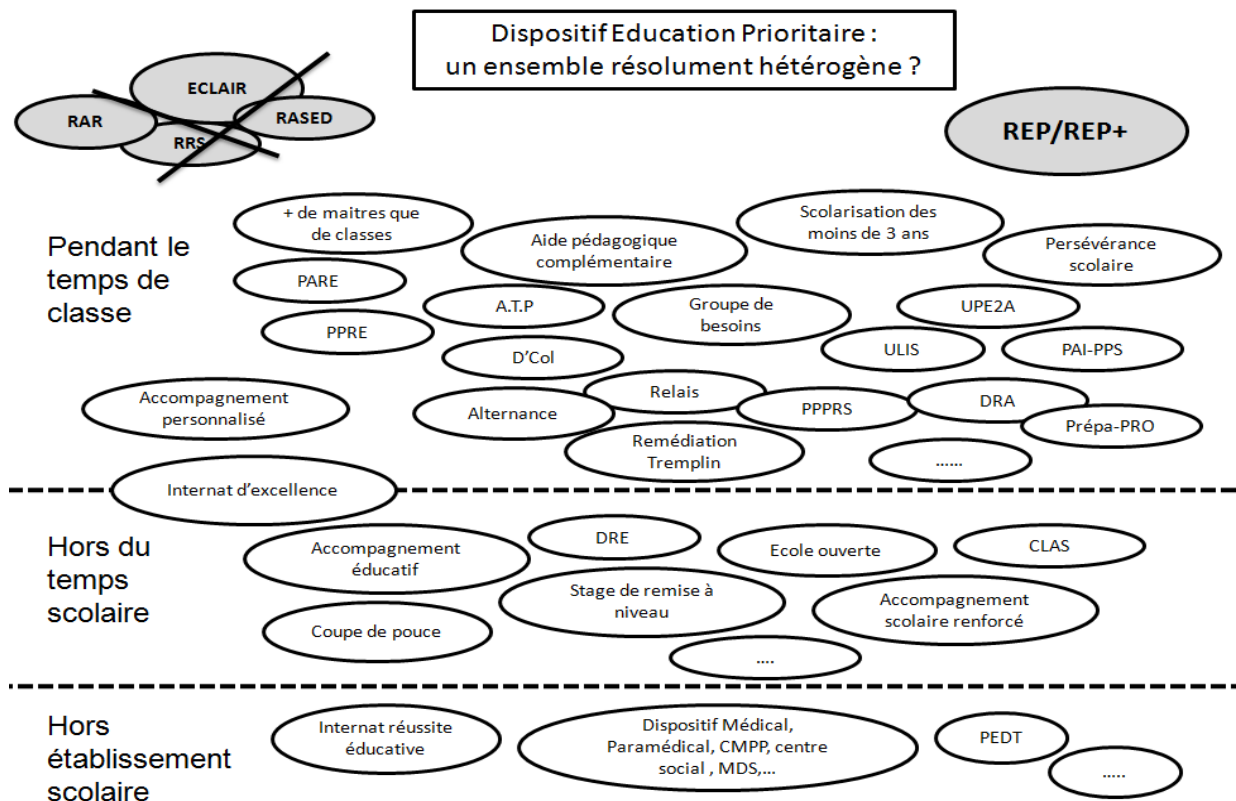 Dispositif Education Prioritaire :
un ensemble résolument hétérogène ?
ECLAIR
RAR
RASED
RRS
REP/REP+
Pendant le
temps de
classe
+ de maitres que
de classes
Aide pédagogique
complémentaire
Scolarisation des
moins de 3 ans
Persévérance
scolaire
PARE
A.T.P
Groupe de
besoins
UPE2A
PPRE
D'Col
ULIS
PAI-PPS
Accompagnement
personnalisé
Alternance
Relais
PPPRS
DRA
Prépa-PRO
Remédiation
Tremplin
......
Internat d'excellence
Hors du
temps
scolaire
Accompagnement
éducatif
DRE
Ecole ouverte
CLAS
Stage de remise à
niveau
Accompagnement
scolaire renforcé
Coupe de pouce
....
Hors
établissement
scolaire
Internat réussite
éducative
Dispositif Médical,
Paramédical, CMPP, centre
social , MDS,...
PEDT
.....